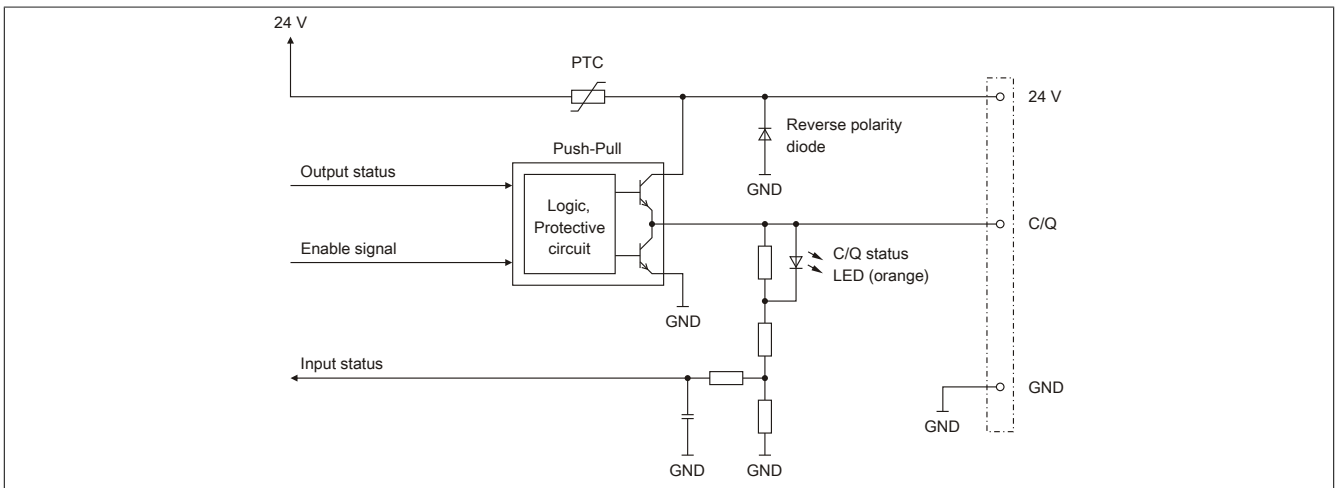 24 V
PTC
24 V
Reverse polarity
diode
Push-Pull
Output status
GND
Logic,
Protective
circuit
C/Q
Enable signal
C/Q status
LED (orange)
GND
Input status
GND
GND
GND
GND